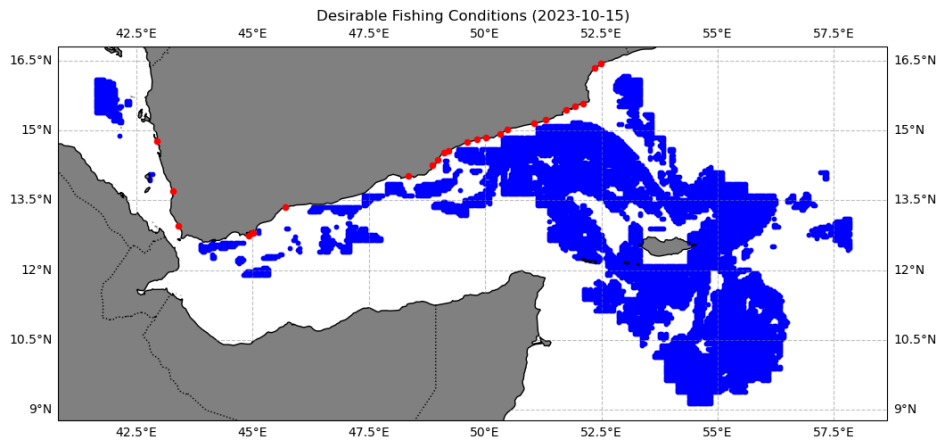 Desirable Fishing Conditions (2023-10-15)
42.5°E 45°E 47.5°E 50°E 52.5°E 55°E 57.5°E
16.5°N 16.5°N
15°N 15°N
13.5°N 13.5°N
12°N 12°N
10.5°N 10.5°N
9°N 9°N
42.5°E 45°E 47.5°E 50°E 52.5°E 55°E 57.5°E